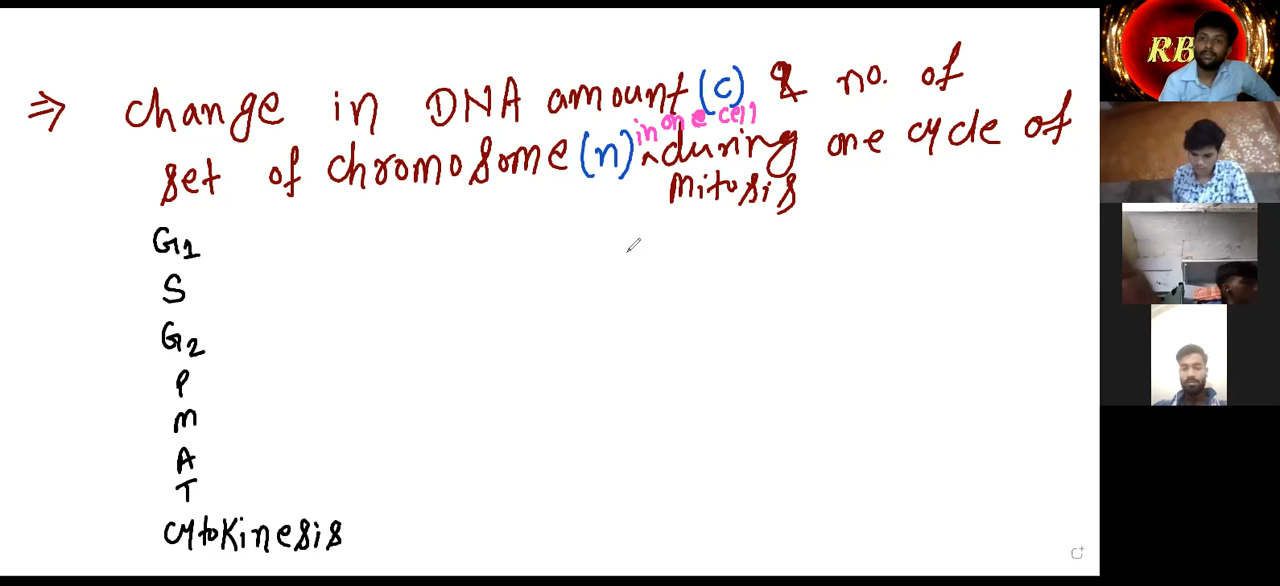 ⇒ change in DNA amount (c) & no. of
in one cell
set of chromosome (n) ^ during one cycle of
mitosis
G1
S
G2
P
M
A
T
cytokinesis
RB